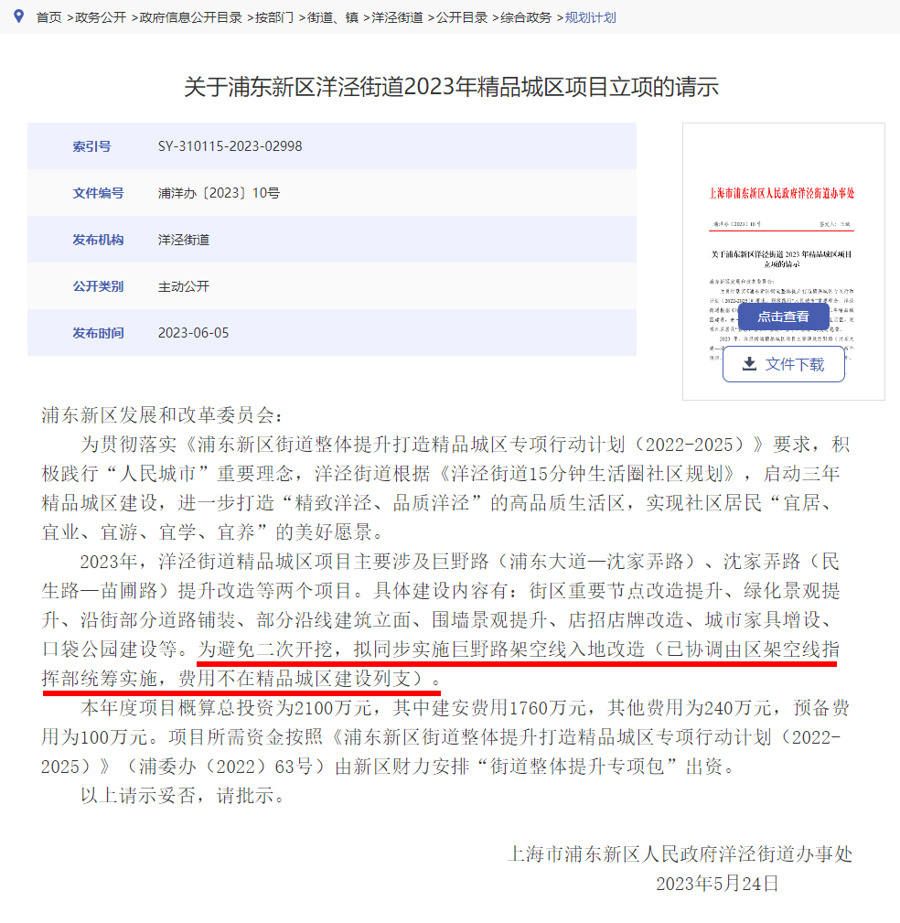 首页 >政务公开 >政府信息公开目录 >按部门 >街道、镇 >洋泾街道 >公开目录 >综合政务 >规划计划
关于浦东新区洋泾街道2023年精品城区项目立项的请示
索引号 SY-310115-2023-02998
文件编号 浦洋办〔2023〕10号
发布机构 洋泾街道
公开类别 主动公开
发布时间 2023-06-05
上海市浦东新区人民政府洋泾街道办事处
关于浦东新区洋泾街道 2023 年精品城区项目
立项的请示
点击查看
文件下载
浦东新区发展和改革委员会：
为贯彻落实《浦东新区街道整体提升打造精品城区专项行动计划（2022-2025）》要求，积
极践行“人民城市”重要理念，洋泾街道根据《洋泾街道15分钟生活圈社区规划》，启动三年
精品城区建设，进一步打造“精致洋泾、品质洋泾”的高品质生活区，实现社区居民“宜居、
宜业、宜游、宜学、宜养”的美好愿景。
2023年，洋泾街道精品城区项目主要涉及巨野路（浦东大道—沈家弄路）、沈家弄路（民
生路—苗圃路）提升改造等两个项目。具体建设内容有：街区重要节点改造提升、绿化景观提
升、沿街部分道路铺装、部分沿线建筑立面、围墙景观提升、店招店牌改造、城市家具增设、
口袋公园建设等。为避免二次开挖，拟同步实施巨野路架空线入地改造（已协调由区架空线指
挥部统筹实施，费用不在精品城区建设列支）。
本年度项目概算总投资为2100万元，其中建安费用1760万元，其他费用为240万元，预备费
用为100万元。项目所需资金按照《浦东新区街道整体提升打造精品城区专项行动计划（2022-
2025）》（浦委办（2022）63号）由新区财力安排“街道整体提升专项包”出资。
以上请示妥否，请批示。
上海市浦东新区人民政府洋泾街道办事处
2023年5月24日